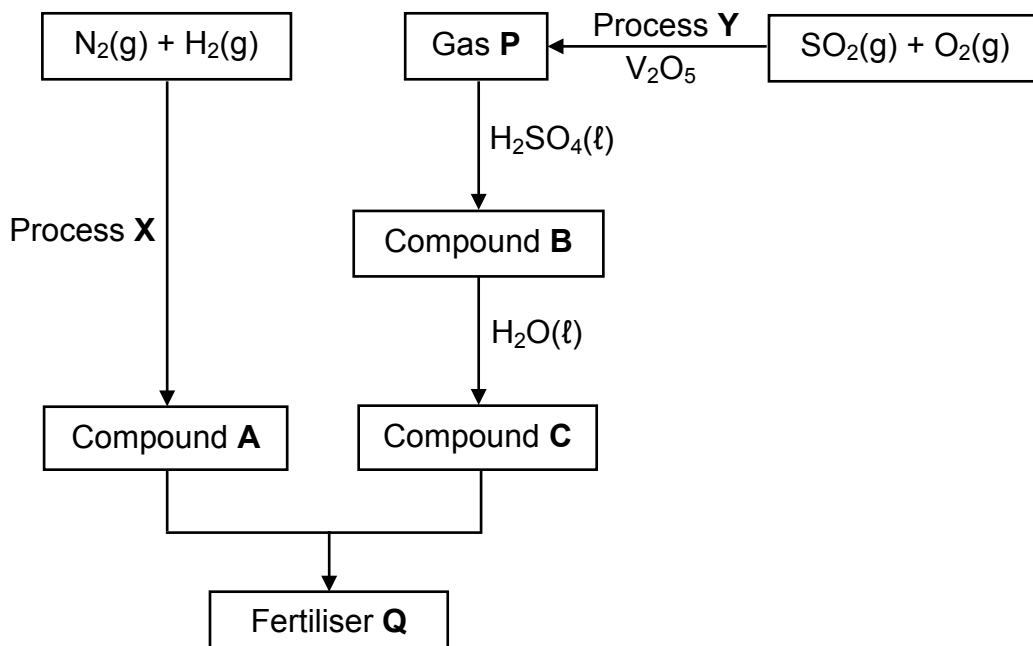 N₂(g) + H₂(g)
Gas P
Process Y
V₂O₅
SO₂(g) + O₂(g)
H₂SO₄(ℓ)
Process X
Compound B
H₂O(ℓ)
Compound A
Compound C
Fertiliser Q